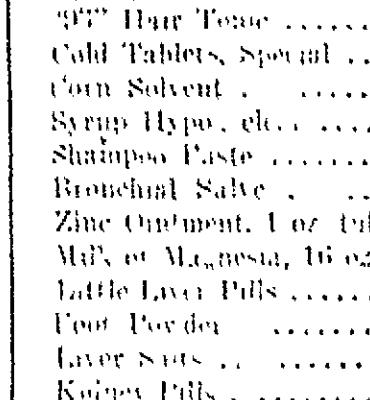 "97" Hair Tonic ......
Cold Tablets, Special ..
Corn Solvent . .....
Syrup Hypo. etc.. ....
Shampoo Paste .......
Bronchial Salve . ..
Zinc Ointment. 1 oz
Milk of Magnesia, 16 oz
Little Liver Pills ......
Foot Powder .......
Liver Salts .. ......
Kidney Pills . ........